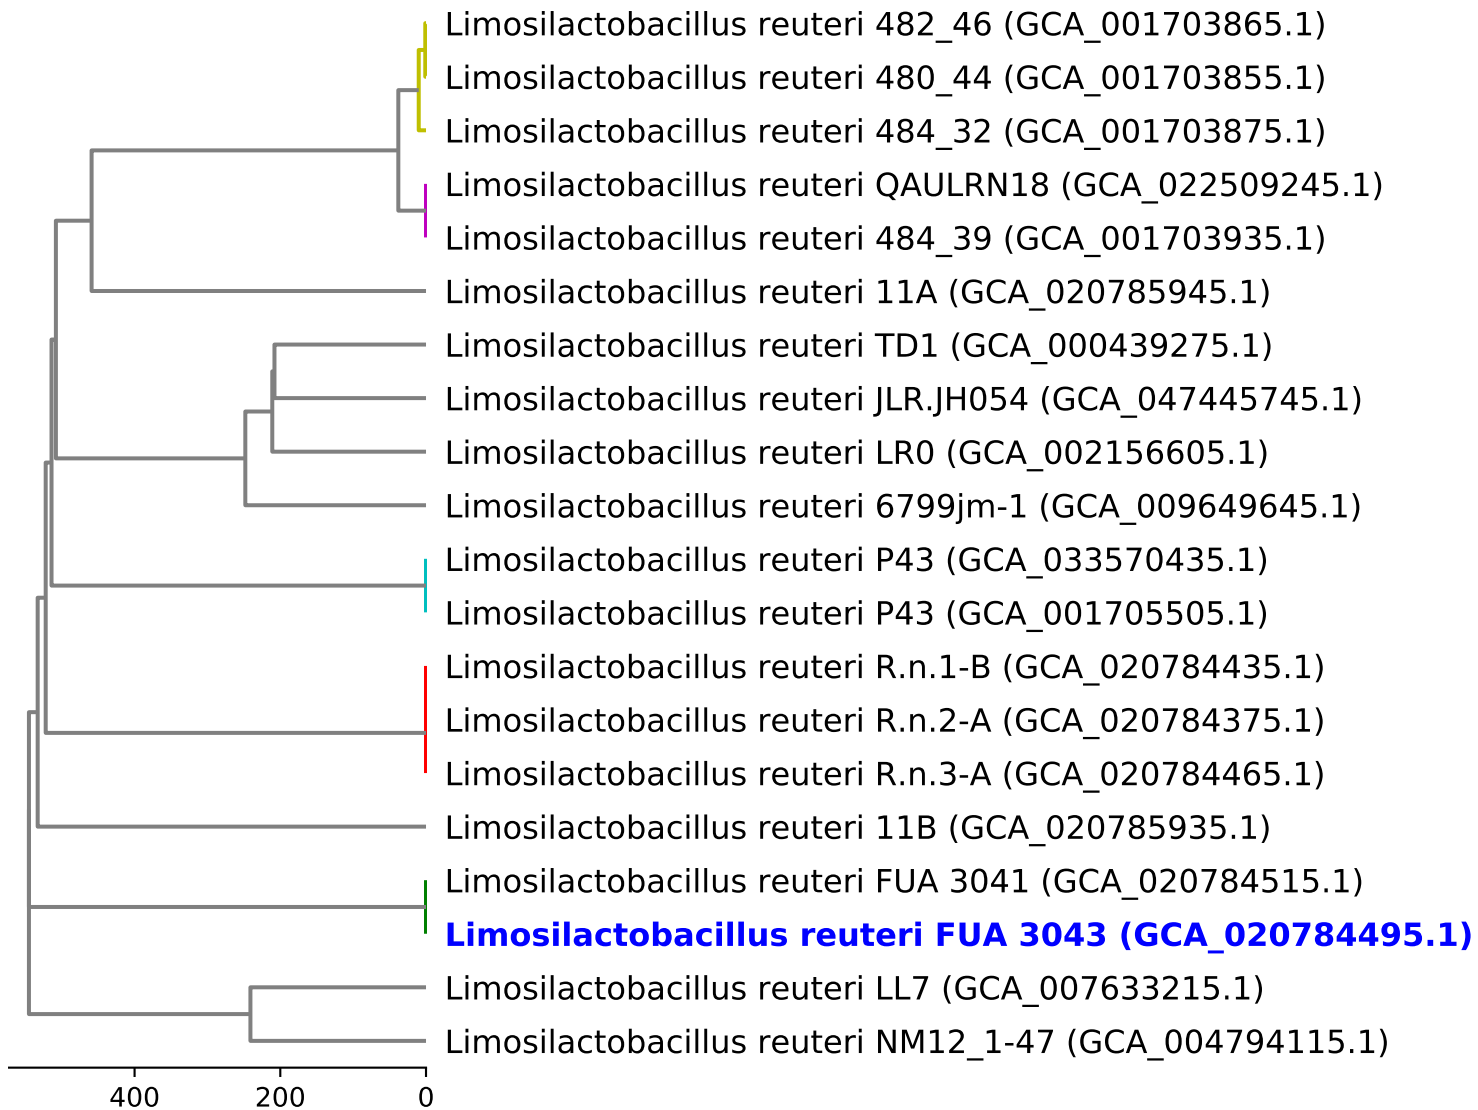 Limosilactobacillus reuteri 482_46 (GCA_001703865.1)
Limosilactobacillus reuteri 480_44 (GCA_001703855.1)
Limosilactobacillus reuteri 484_32 (GCA_001703875.1)
Limosilactobacillus reuteri QAULRN18 (GCA_022509245.1)
Limosilactobacillus reuteri 484_39 (GCA_001703935.1)
Limosilactobacillus reuteri 11A (GCA_020785945.1)
Limosilactobacillus reuteri TD1 (GCA_000439275.1)
Limosilactobacillus reuteri JLR.JH054 (GCA_047445745.1)
Limosilactobacillus reuteri LR0 (GCA_002156605.1)
Limosilactobacillus reuteri 6799jm-1 (GCA_009649645.1)
Limosilactobacillus reuteri P43 (GCA_033570435.1)
Limosilactobacillus reuteri P43 (GCA_001705505.1)
Limosilactobacillus reuteri R.n.1-B (GCA_020784435.1)
Limosilactobacillus reuteri R.n.2-A (GCA_020784375.1)
Limosilactobacillus reuteri R.n.3-A (GCA_020784465.1)
Limosilactobacillus reuteri 11B (GCA_020785935.1)
Limosilactobacillus reuteri FUA 3041 (GCA_020784515.1)
Limosilactobacillus reuteri FUA 3043 (GCA_020784495.1)
Limosilactobacillus reuteri LL7 (GCA_007633215.1)
Limosilactobacillus reuteri NM12_1-47 (GCA_004794115.1)
400 200 0